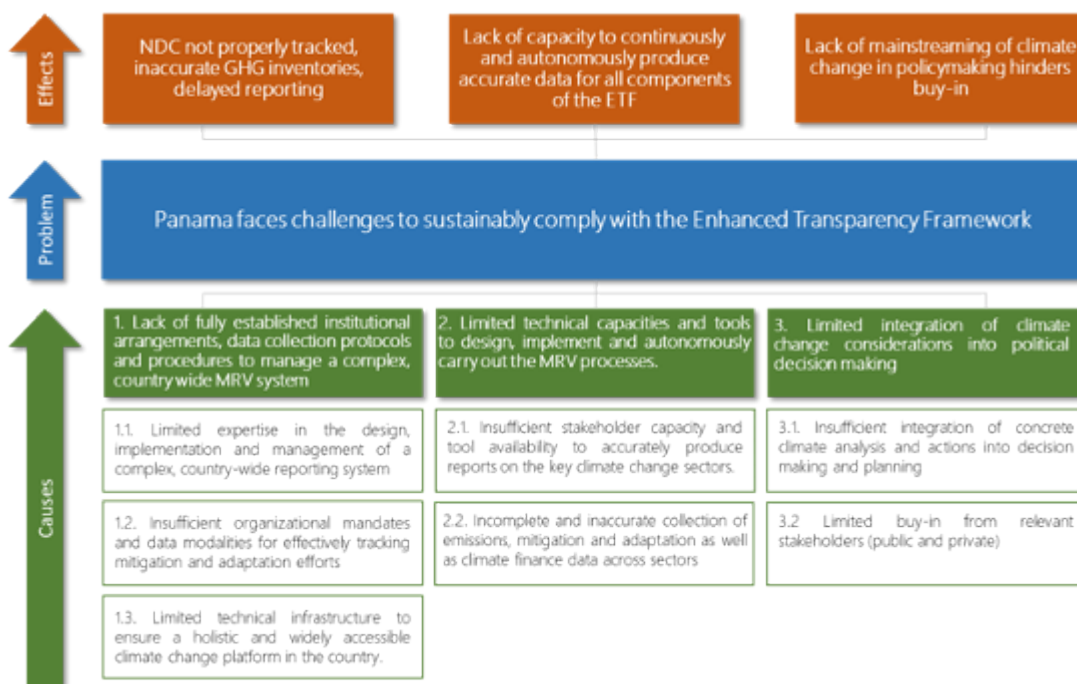 Effects
NDC not properly tracked,
inaccurate GHG inventories,
delayed reporting
Lack of capacity to continuously
and autonomously produce
accurate data for all components
of the ETF
Lack of mainstreaming of climate
change in policymaking hinders
buy-in
Problem
Panama faces challenges to sustainably comply with the Enhanced Transparency Framework
Causes
1. Lack of fully established institutional
arrangements, data collection protocols
and procedures to manage a complex,
country wide MRV system
1.1. Limited expertise in the design,
implementation and management of
a complex, country-wide reporting system
1.2. Insufficient organizational mandates
and data modalities for effectively tracking
mitigation and adaptation efforts
1.3. Limited technical infrastructure to
ensure a holistic and widely accessible
climate change platform in the country.
2. Limited technical capacities and tools
to design, implement and autonomously
carry out the MRV processes.
2.1. Insufficient stakeholder capacity and
tool availability to accurately produce
reports on the key climate change sectors.
2.2. Incomplete and inaccurate collection of
emissions, mitigation and adaptation as well
as climate finance data across sectors
3. Limited integration of climate
change considerations into political
decision making
3.1. Insufficient integration of concrete
climate analysis and actions into decision
making and planning
3.2 Limited buy-in from relevant
stakeholders (public and private)